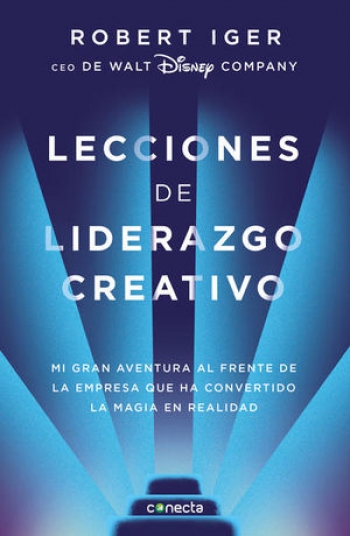 ROBERT IGER
CEO DE WALT Disney COMPANY
LECCIONES
DE
LIDERAZGO
CREATIVO
MI GRAN AVENTURA AL FRENTE DE
LA EMPRESA QUE HA CONVERTIDO
LA MAGIA EN REALIDAD
conecta